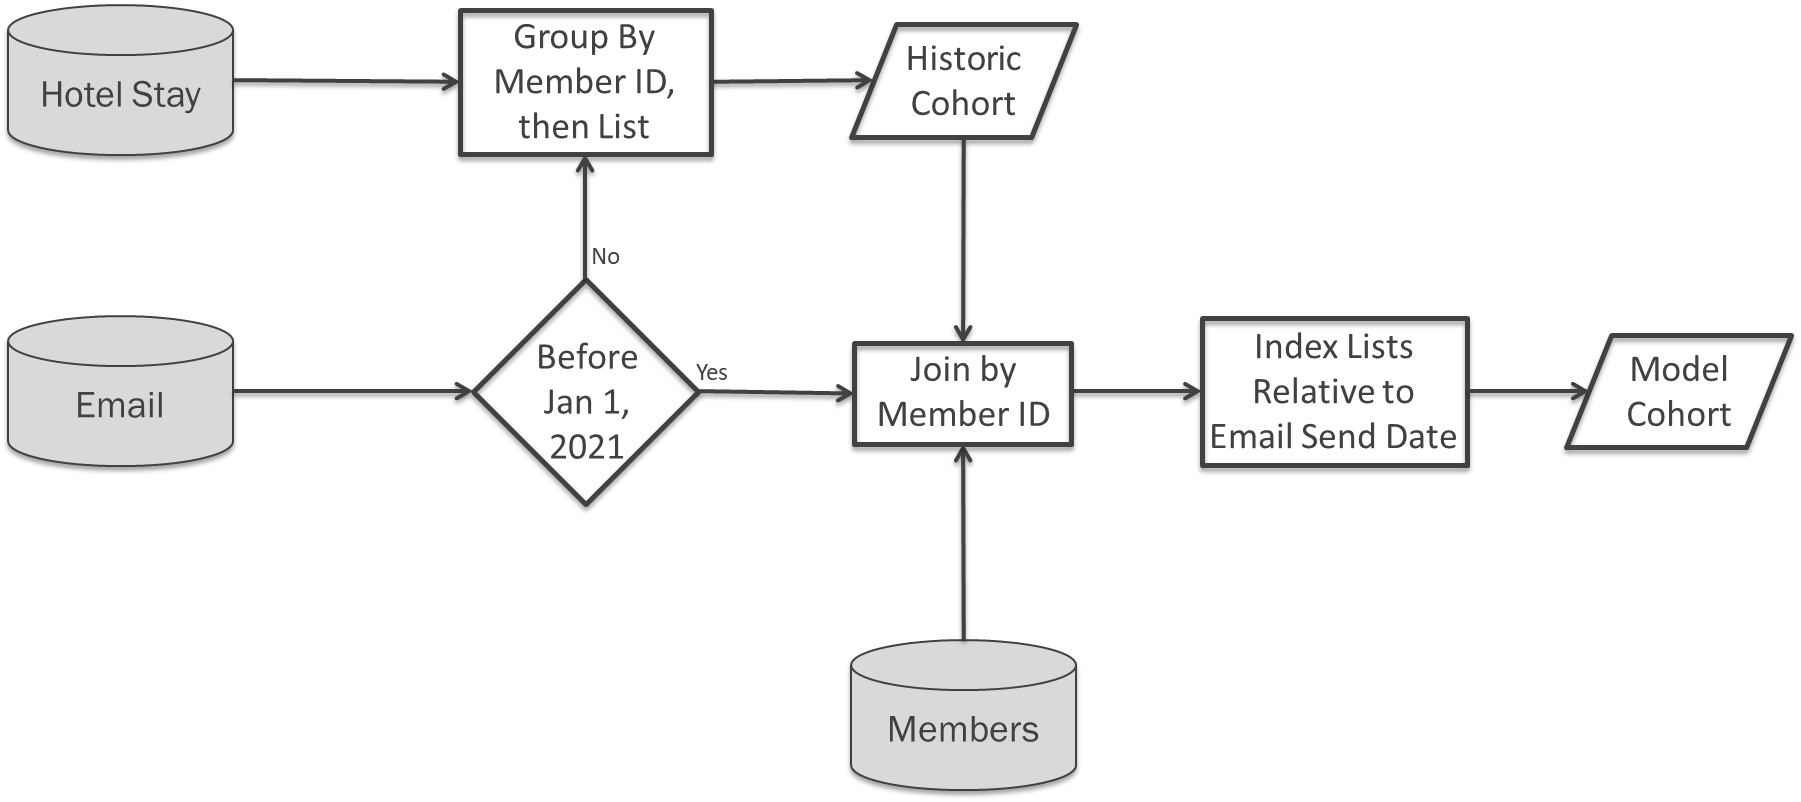 Hotel Stay
Group By
Member ID,
then List
Historic
Cohort
No
Email
Before
Jan 1,
2021
Yes
Join by
Member ID
Index Lists
Relative to
Email Send Date
Model
Cohort
Members